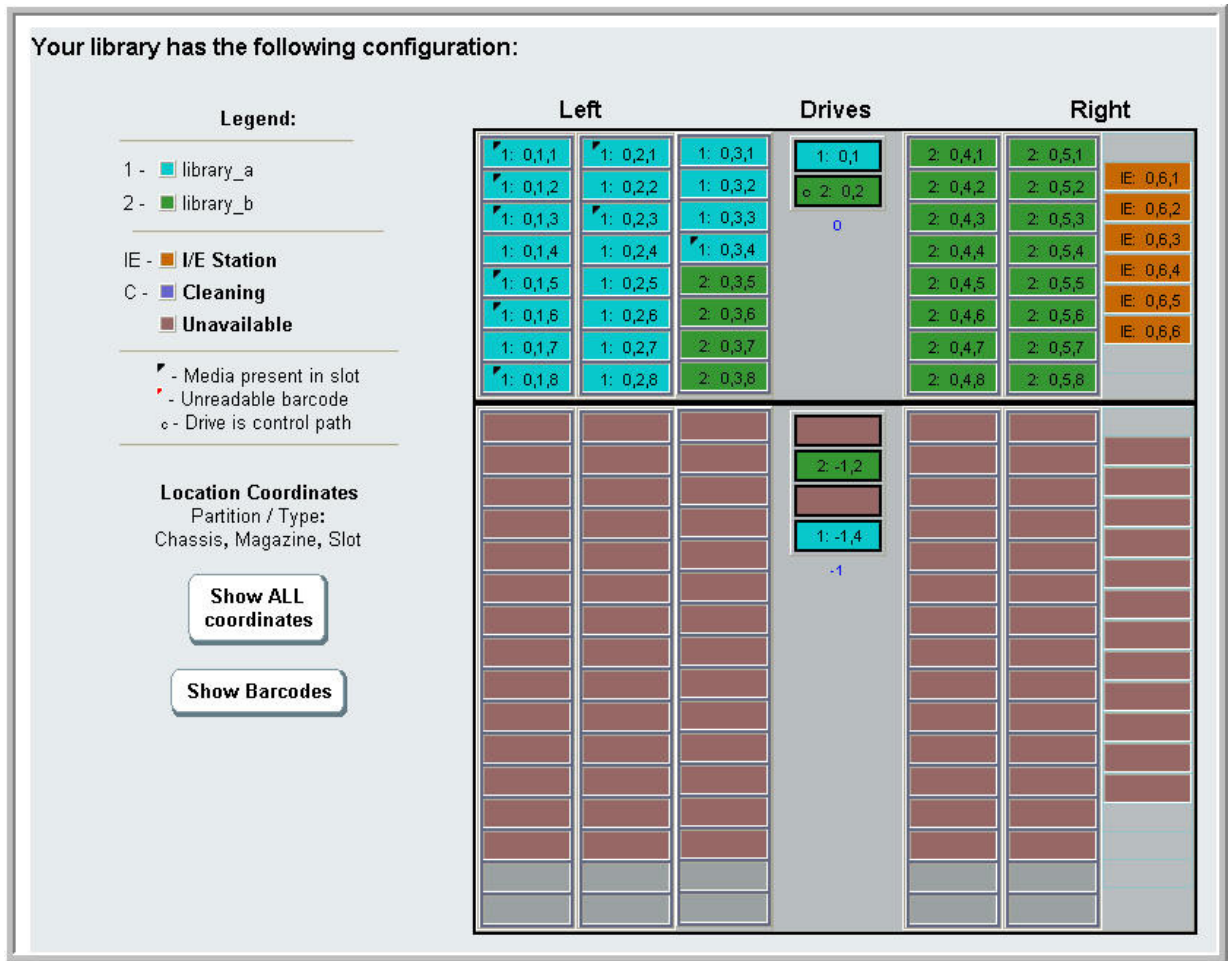 Your library has the following configuration:
Legend:
1 - library_a
2 - library_b
IE - I/E Station
C - Cleaning
Unavailable
- Media present in slot
- Unreadable barcode
c - Drive is control path
Location Coordinates
Partition / Type:
Chassis, Magazine, Slot
Show ALL
coordinates
Show Barcodes
Left Drives Right
1: 0,1,1 1: 0,2,1 1: 0,3,1 1: 0,1 2: 0,4,1 2: 0,5,1
IE: 0,6,1
1: 0,1,2 1: 0,2,2 1: 0,3,2 c 2: 0,2 2: 0,4,2 2: 0,5,2
IE: 0,6,2
1: 0,1,3 1: 0,2,3 1: 0,3,3 0 2: 0,4,3 2: 0,5,3
IE: 0,6,3
1: 0,1,4 1: 0,2,4 1: 0,3,4 2: 0,4,4 2: 0,5,4
IE: 0,6,4
1: 0,1,5 1: 0,2,5 2: 0,3,5 2: 0,4,5 2: 0,5,5
IE: 0,6,5
1: 0,1,6 1: 0,2,6 2: 0,3,6 2: 0,4,6 2: 0,5,6
IE: 0,6,6
1: 0,1,7 1: 0,2,7 2: 0,3,7 2: 0,4,7 2: 0,5,7
1: 0,1,8 1: 0,2,8 2: 0,3,8 2: 0,4,8 2: 0,5,8
2: -1,2
1: -1,4
-1